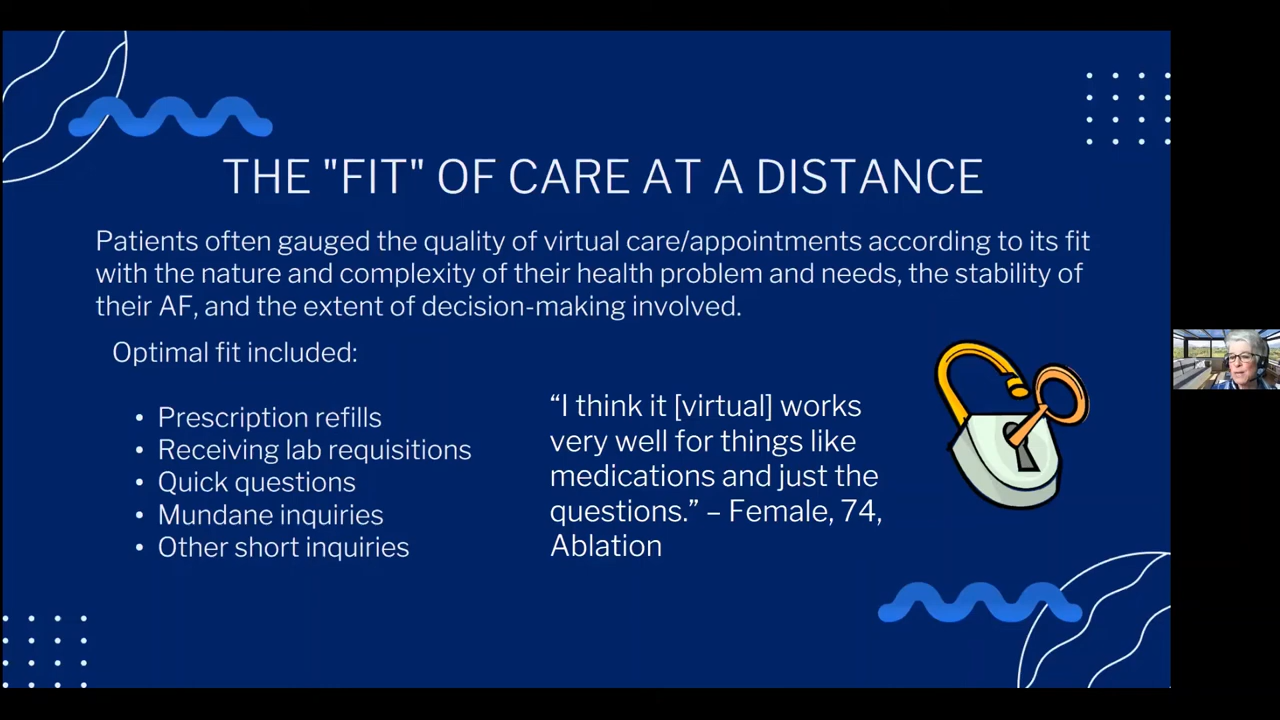 THE "FIT" OF CARE AT A DISTANCE
Patients often gauged the quality of virtual care/appointments according to its fit
with the nature and complexity of their health problem and needs, the stability of
their AF, and the extent of decision-making involved.
Optimal fit included:
• Prescription refills
• Receiving lab requisitions
• Quick questions
• Mundane inquiries
• Other short inquiries
“I think it [virtual] works
very well for things like
medications and just the
questions.” – Female, 74,
Ablation